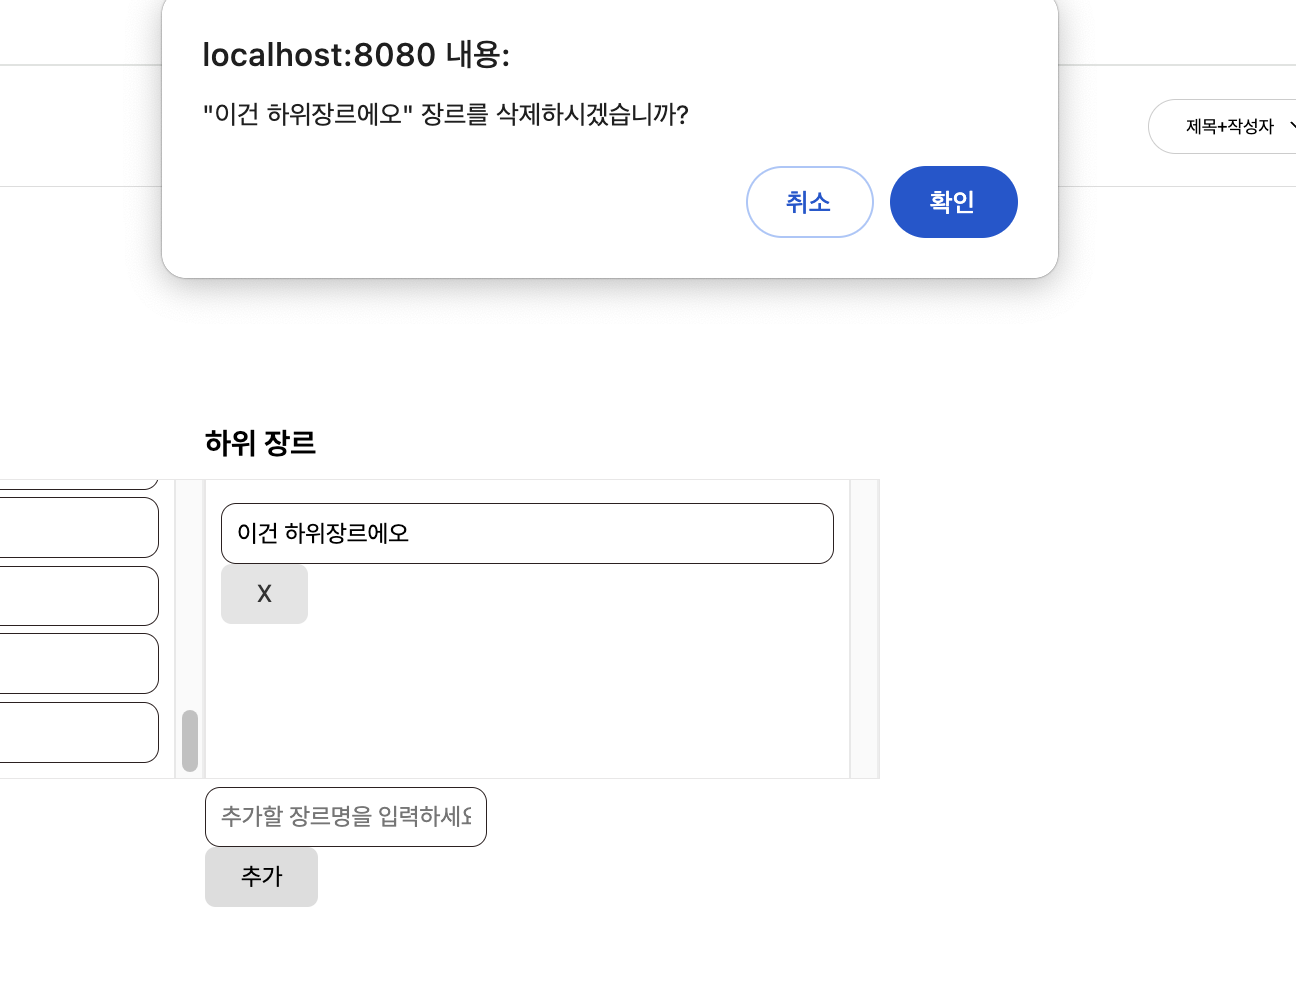 localhost:8080 내용:
"이건 하위장르에오" 장르를 삭제하시겠습니까?
취소
확인
제목+작성자
하위 장르
이건 하위장르에오
X
추가할 장르명을 입력하세요
추가